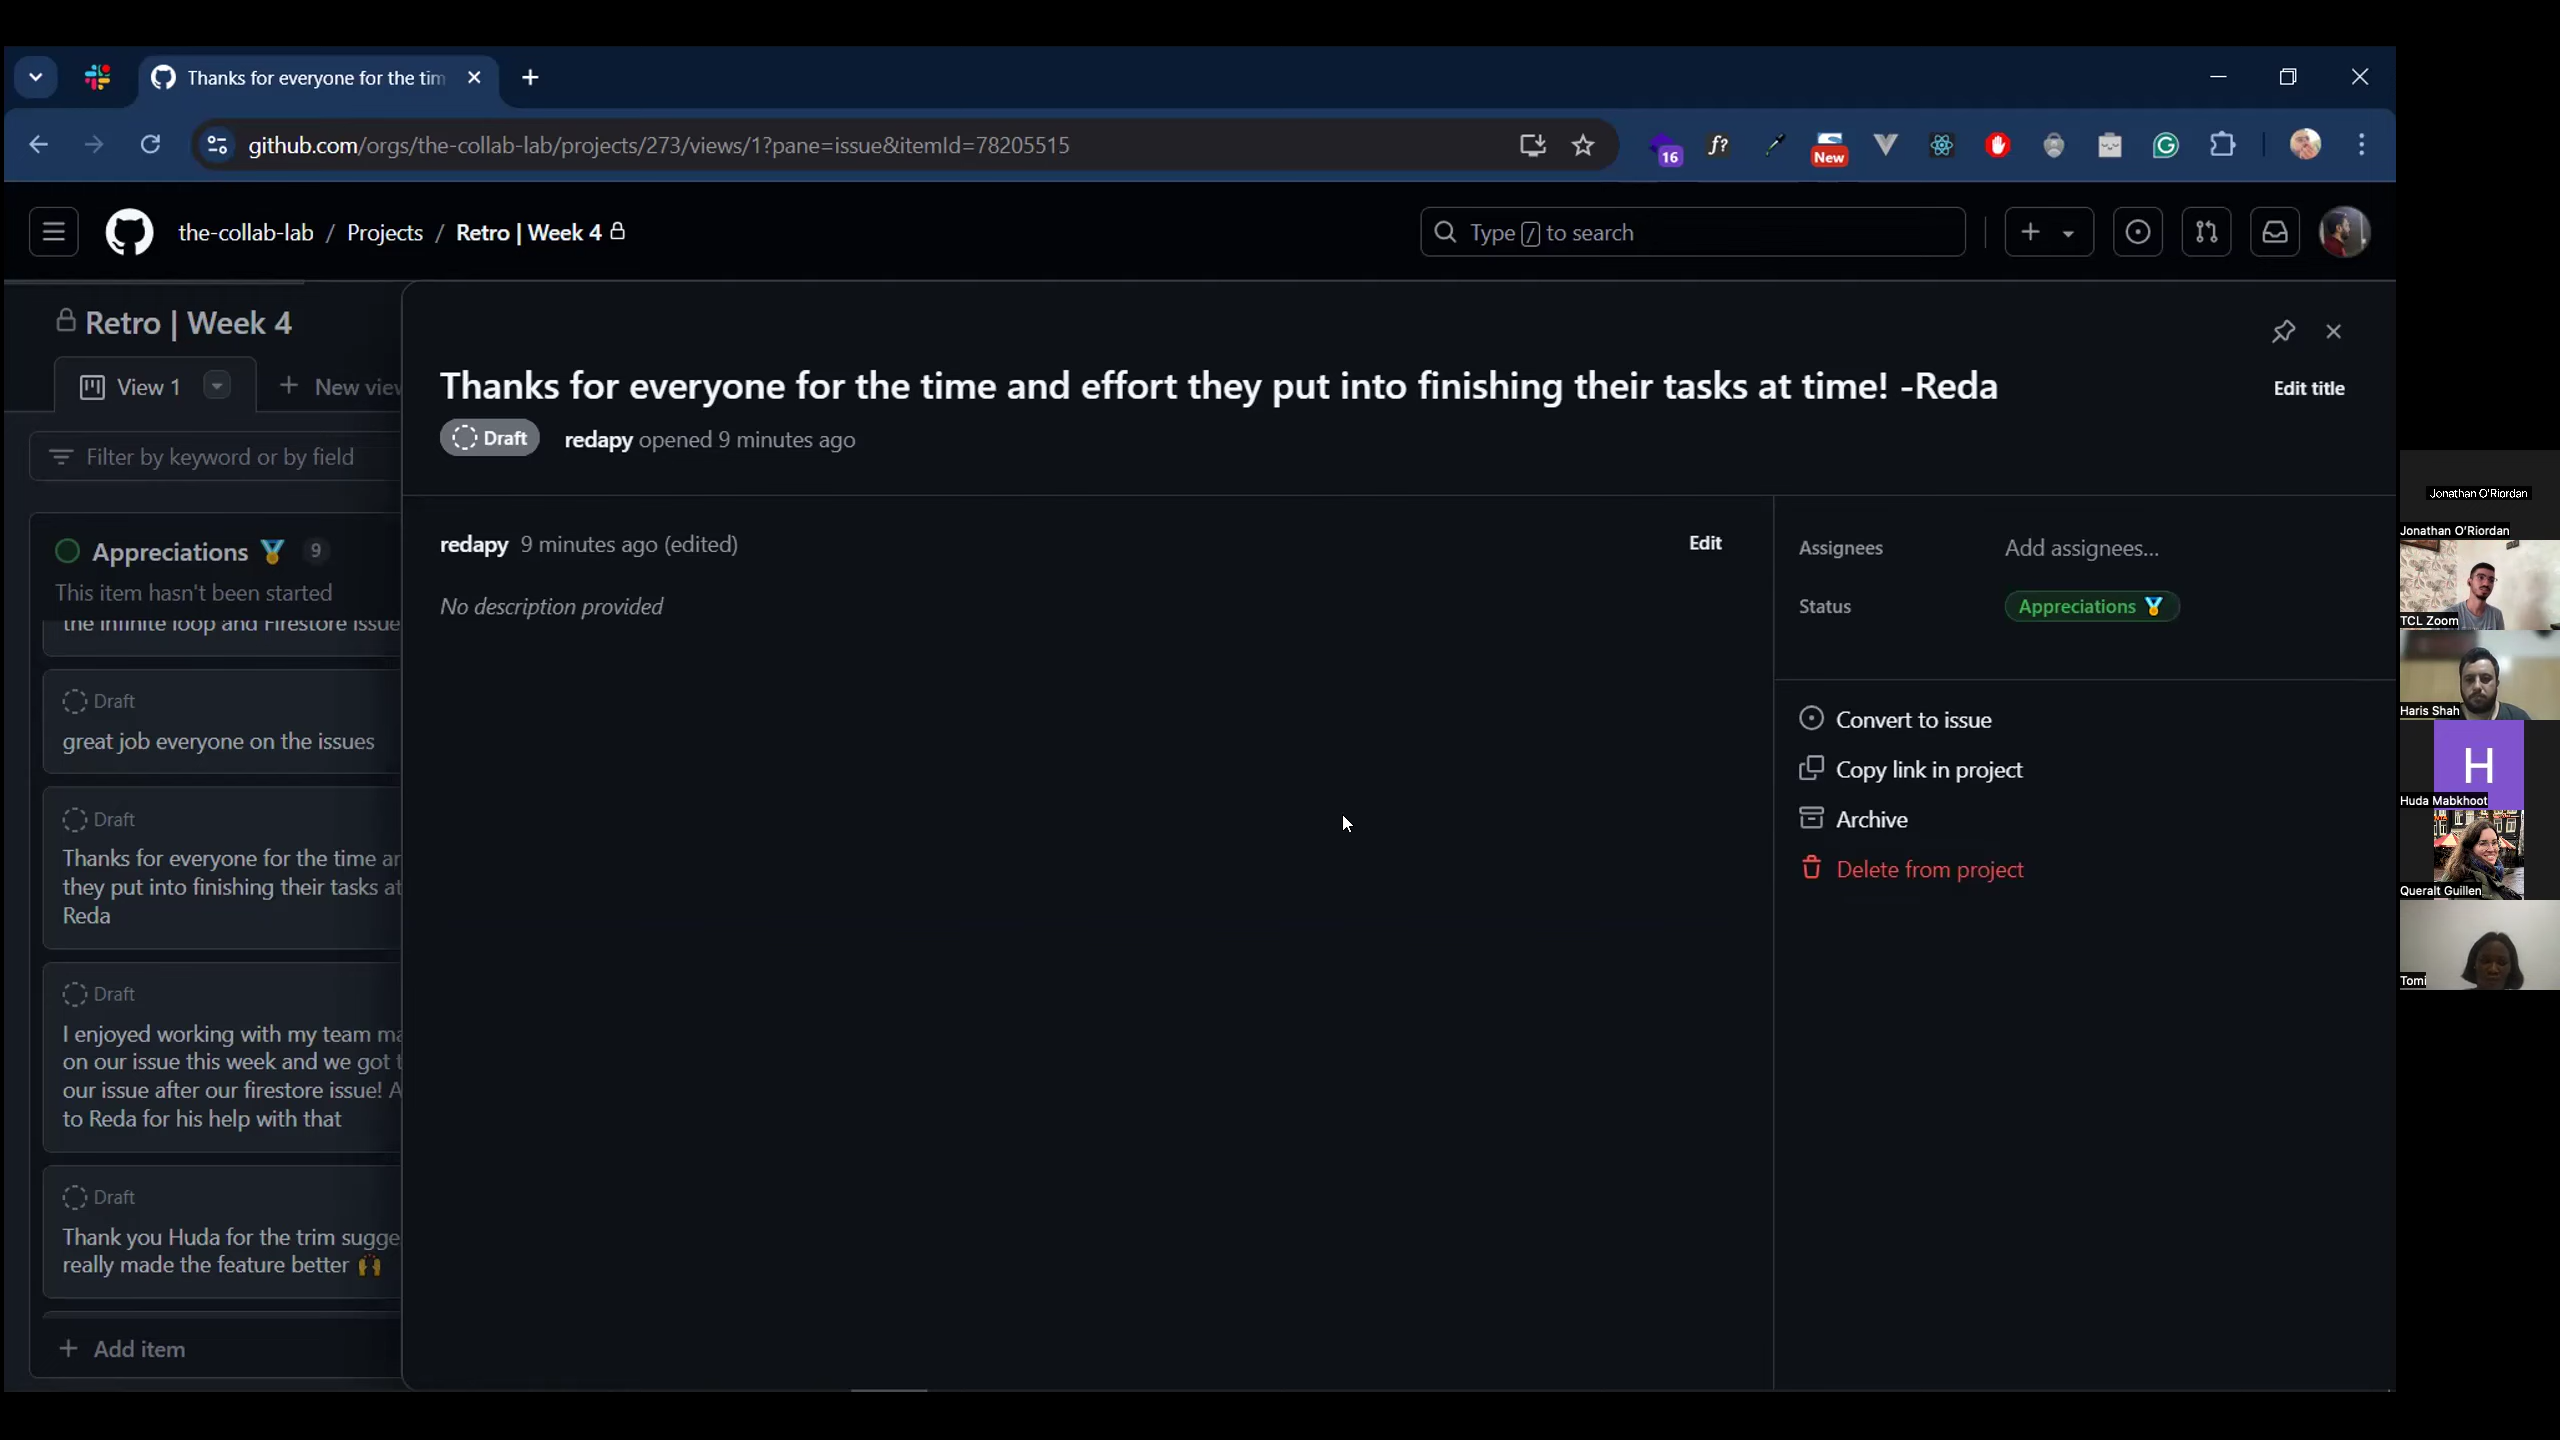 Thanks for everyone for the tim
github.com/orgs/the-collab-lab/projects/273/views/1?pane=issue&itemId=78205515
16
f?
New
the-collab-lab / Projects / Retro | Week 4
Type / to search
Retro | Week 4
View 1
New view
Filter by keyword or by field
Appreciations 🏅 9
This item hasn't been started
the infinite loop and Firestore issue
Draft
great job everyone on the issues
Draft
Thanks for everyone for the time an
they put into finishing their tasks at
Reda
Draft
I enjoyed working with my team ma
on our issue this week and we got t
our issue after our firestore issue! A
to Reda for his help with that
Draft
Thank you Huda for the trim sugge
really made the feature better 🙌
Add item
Thanks for everyone for the time and effort they put into finishing their tasks at time! -Reda
Edit title
Draft
redapy opened 9 minutes ago
redapy 9 minutes ago (edited)
Edit
No description provided
Assignees
Add assignees...
Status
Appreciations 🏅
Convert to issue
Copy link in project
Archive
Delete from project
Jonathan O'Riordan
Jonathan O'Riordan
TCL Zoom
Haris Shah
H
Huda Mabkhoot
Queralt Guillen
Tomi